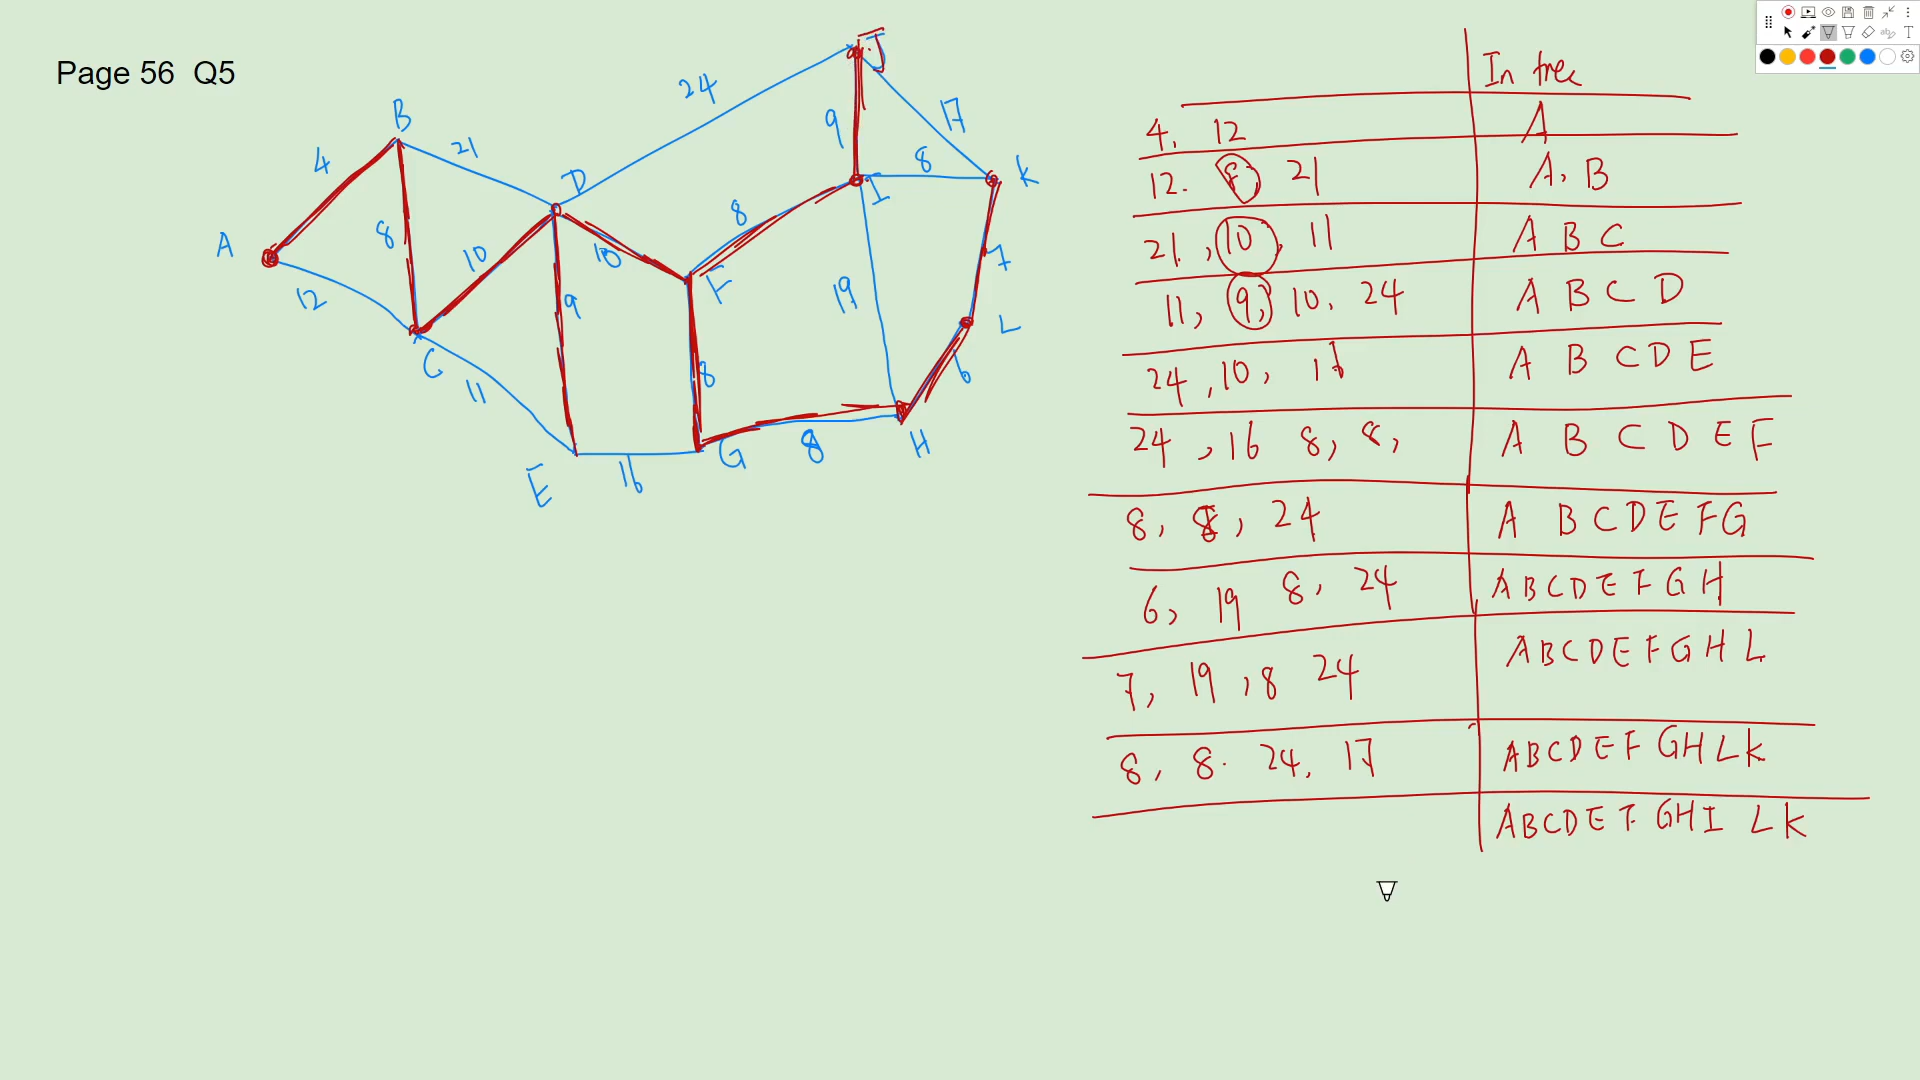 Page 56 Q5
J
24
B
21
4
D
9
17
8
K
I
A
8
10
10
8
F
9
19
7
12
L
C
11
8
6
E
16
G
8
H
In tree
4, 12 A
12. 8, 21 A, B
21, 10, 11 A B C
11, 9, 10, 24 A B C D
24, 10, 16 A B C D E
24, 16 8, 8, A B C D E F
8, 8, 24 A B C D E F G
6, 19 8, 24 A B C D E F G H
7, 19, 8 24 A B C D E F G H L
8, 8. 24, 17 A B C D E F G H L K
A B C D E F G H I L K